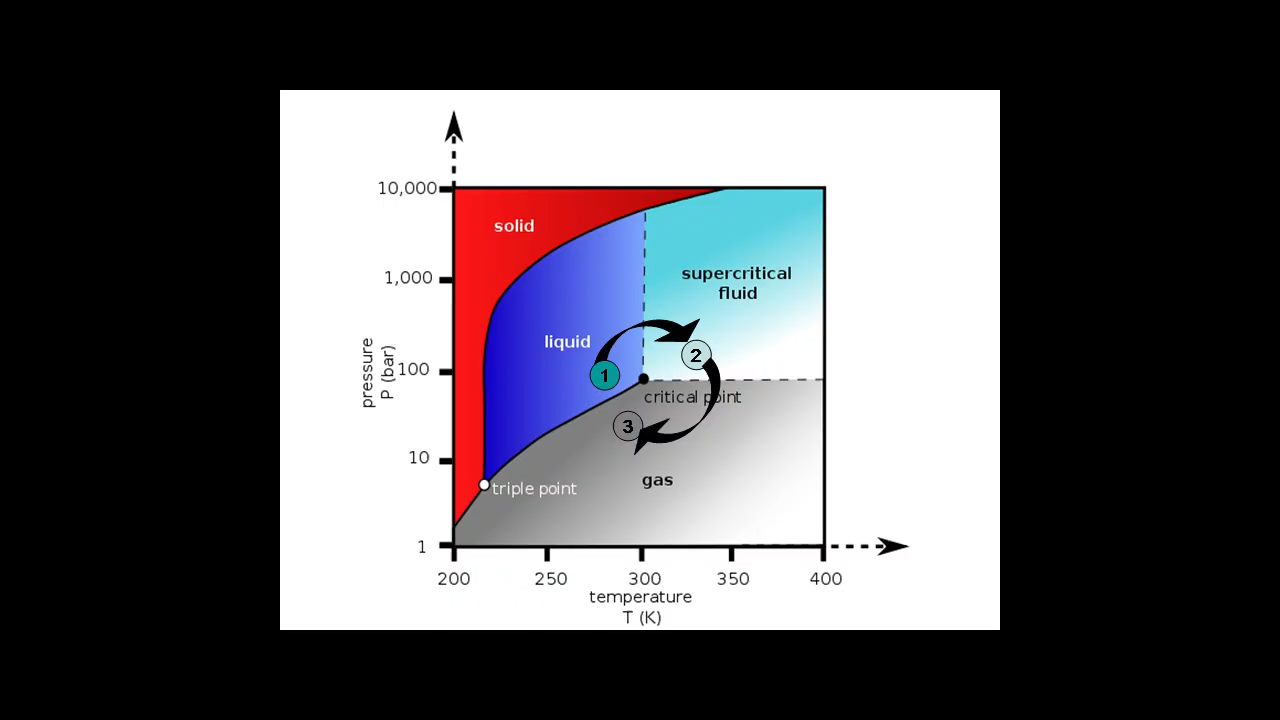 10,000
solid
supercritical
fluid
1,000
liquid
pressure
P (bar)
100
1
2
critical point
3
10
gas
triple point
1
200
250
300
350
400
temperature
T (K)